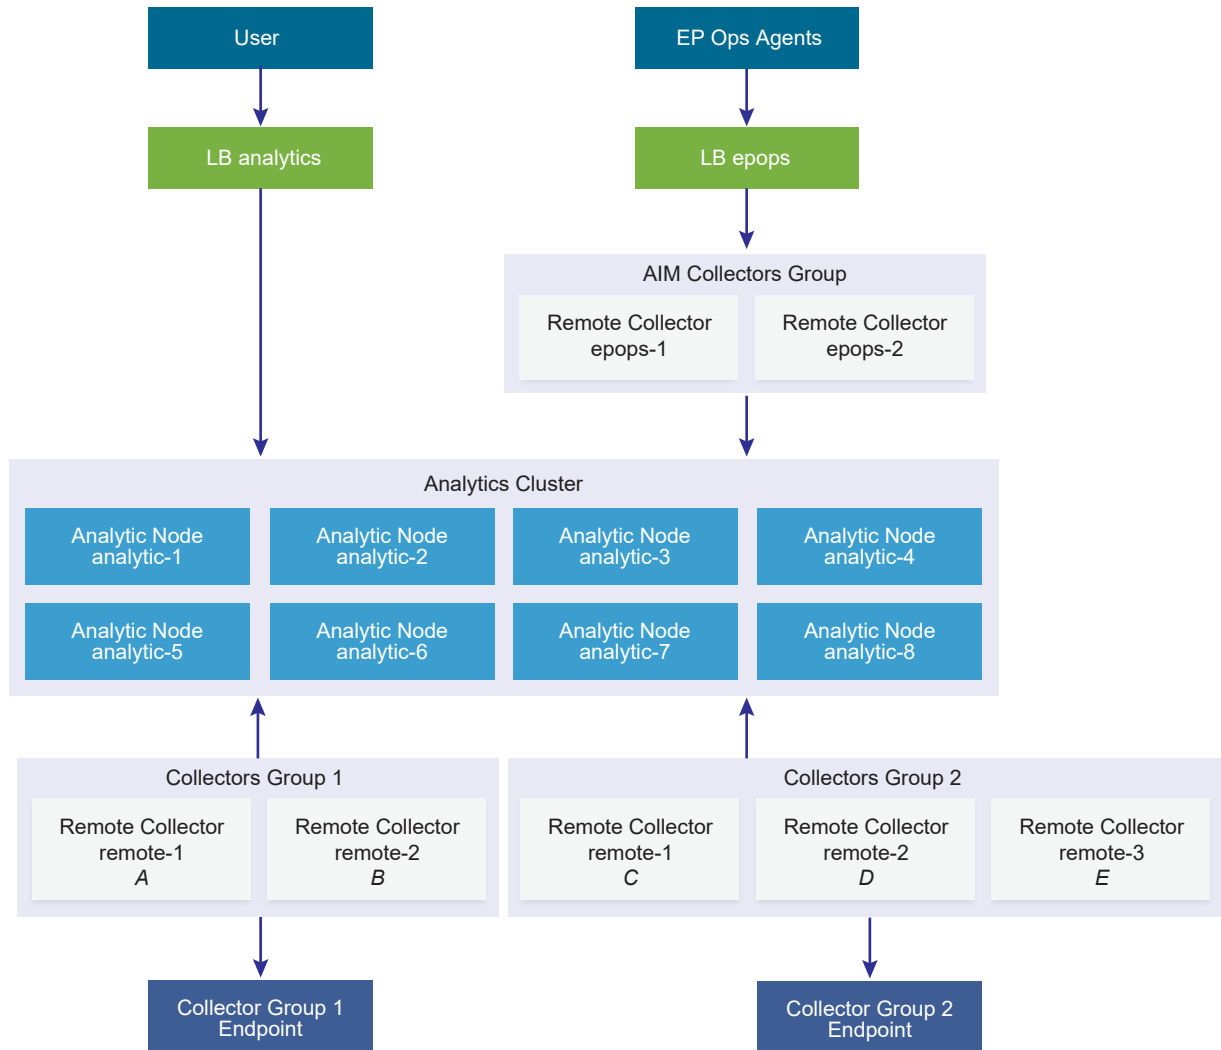 User
EP Ops Agents
LB analytics
LB epops
AIM Collectors Group
Remote Collector
epops-1
Remote Collector
epops-2
Analytics Cluster
Analytic Node
analytic-1
Analytic Node
analytic-2
Analytic Node
analytic-3
Analytic Node
analytic-4
Analytic Node
analytic-5
Analytic Node
analytic-6
Analytic Node
analytic-7
Analytic Node
analytic-8
Collectors Group 1
Remote Collector
remote-1
A
Remote Collector
remote-2
B
Collectors Group 2
Remote Collector
remote-1
C
Remote Collector
remote-2
D
Remote Collector
remote-3
E
Collector Group 1
Endpoint
Collector Group 2
Endpoint